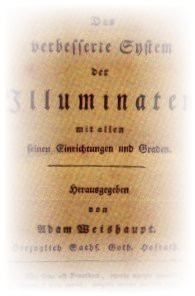 Das
verbesserte System
der
Illuminaten
mit allen
seinen Einrichtungen und Graden.
Herausgegeben
von
Adam Weishaupt.
Herzoglich Sachs. Goth. Hofrath.